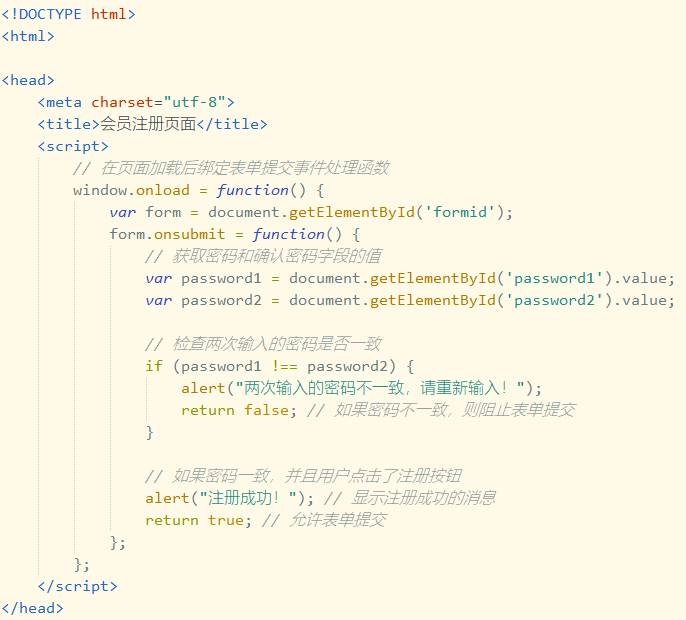 <!DOCTYPE html>
<html>

<head>
    <meta charset="utf-8">
    <title>会员注册页面</title>
    <script>
        // 在页面加载后绑定表单提交事件处理函数
        window.onload = function() {
            var form = document.getElementById('formid');
            form.onsubmit = function() {
                // 获取密码和确认密码字段的值
                var password1 = document.getElementById('password1').value;
                var password2 = document.getElementById('password2').value;

                // 检查两次输入的密码是否一致
                if (password1 !== password2) {
                    alert("两次输入的密码不一致，请重新输入！");
                    return false; // 如果密码不一致，则阻止表单提交
                }

                // 如果密码一致，并且用户点击了注册按钮
                alert("注册成功！"); // 显示注册成功的消息
                return true; // 允许表单提交
            };
        };
    </script>
</head>